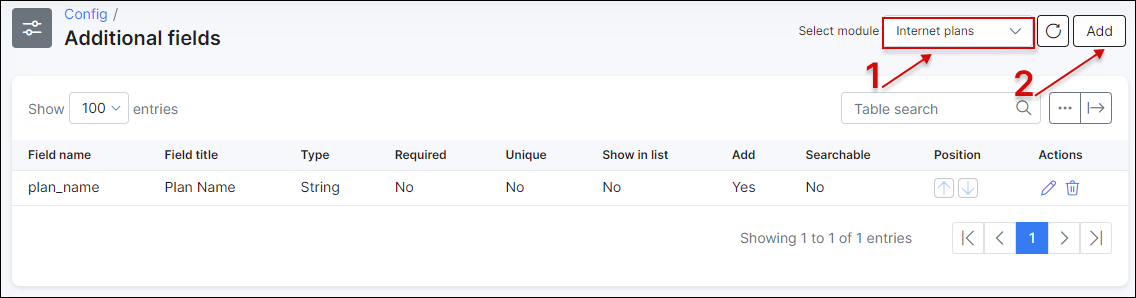 Config /
Additional fields
Select module Internet plans Add
1 2
Show 100 entries Table search
Field name Field title Type Required Unique Show in list Add Searchable Position Actions
plan_name Plan Name String No No No Yes No
Showing 1 to 1 of 1 entries 1